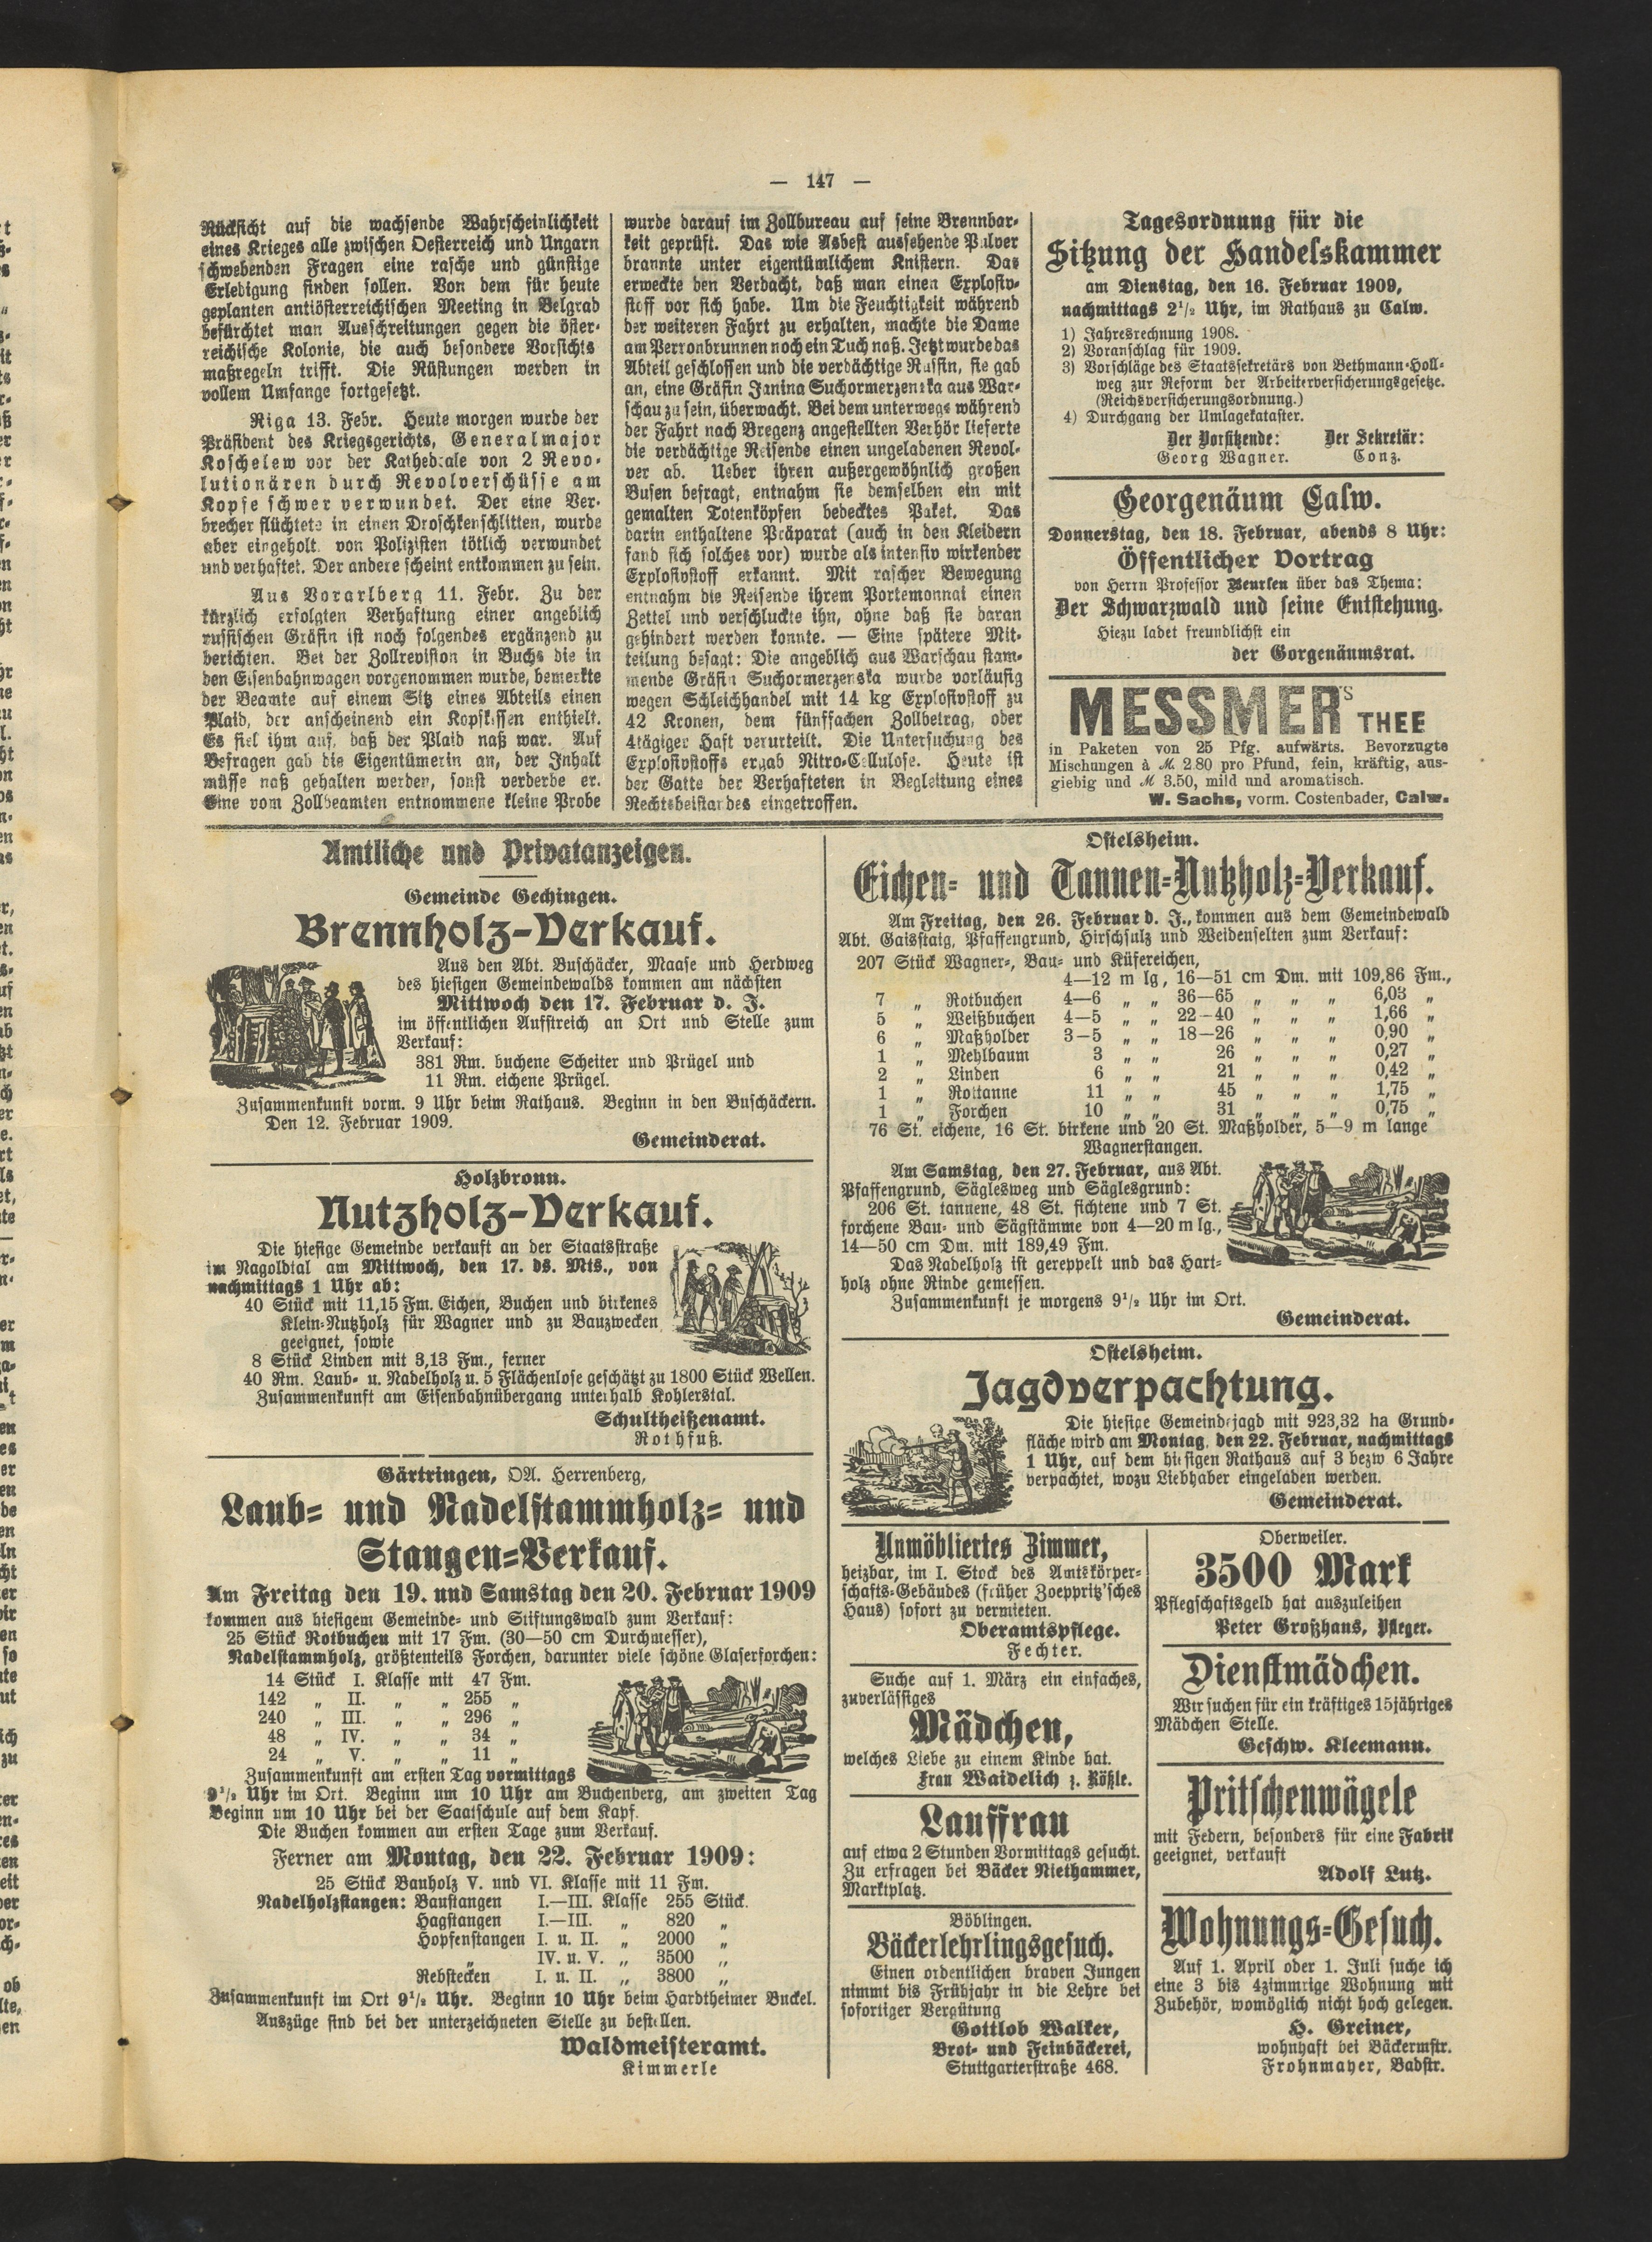 — 147 —
Rücksicht auf die wachsende Wahrscheinlichkeit
eines Krieges alle zwischen Oesterreich und Ungarn
schwebenden Fragen eine rasche und günstige
Erledigung finden sollen. Von dem für heute
geplanten antiösterreichischen Meeting in Belgrad
befürchtet man Ausschreitungen gegen die öster-
reichische Kolonie, die auch besondere Vorsichts
maßregeln trifft. Die Rüstungen werden in
vollem Umfange fortgesetzt.
Riga 13. Febr. Heute morgen wurde der
Präsident des Kriegsgerichts, Generalmajor
Koschelew vor der Kathedrale von 2 Revo-
lutionären durch Revolverschüsse am
Kopfe schwer verwundet. Der eine Ver-
brecher flüchtete in einen Droschkenschlitten, wurde
aber eingeholt von Polizisten tötlich verwundet
und verhaftet. Der andere scheint entkommen zu sein.
Aus Vorarlberg 11. Febr. Zu der
kürzlich erfolgten Verhaftung einer angeblich
russischen Gräfin ist noch folgendes ergänzend zu
berichten. Bei der Zollrevision in Buchs die in
den Eisenbahnwagen vorgenommen wurde, bemerkte
der Beamte auf einem Sitz eines Abteils einen
Plaid, der anscheinend ein Kopfkissen enthielt.
Es fiel ihm auf, daß der Plaid naß war. Auf
Befragen gab die Eigentümerin an, der Inhalt
müsse naß gehalten werden, sonst verderbe er.
Eine vom Zollbeamten entnommene kleine Probe
wurde darauf im Zollbureau auf seine Brennbar-
keit geprüft. Das wie Asbest aussehende Pulver
brannte unter eigentümlichem Knistern. Das
erweckte den Verdacht, daß man einen Explosiv-
stoff vor sich habe. Um die Feuchtigkeit während
der weiteren Fahrt zu erhalten, machte die Dame
am Perronbrunnen noch ein Tuch naß. Jetzt wurde das
Abteil geschlossen und die verdächtige Russin, sie gab
an, eine Gräfin Janina Suchormerzenska aus War-
schau zu sein, überwacht. Bei dem unterwegs während
der Fahrt nach Bregenz angestellten Verhör lieferte
die verdächtige Reisende einen ungeladenen Revol-
ver ab. Ueber ihren außergewöhnlich großen
Busen befragt, entnahm sie demselben ein mit
gemalten Totenköpfen bedecktes Paket. Das
darin enthaltene Präparat (auch in den Kleidern
fand sich solches vor) wurde als intensiv wirkender
Explosivstoff erkannt. Mit rascher Bewegung
entnahm die Reisende ihrem Portemonnai einen
Zettel und verschluckte ihn, ohne daß sie daran
gehindert werden konnte. — Eine spätere Mit-
teilung besagt: Die angeblich aus Warschau stam-
mende Gräfin Suchormerzenska wurde vorläufig
wegen Schleichhandel mit 14 kg Explosivstoff zu
42 Kronen, dem fünffachen Zollbetrag, oder
4tägiger Haft verurteilt. Die Untersuchung des
Explosivstoffs ergab Nitro-Cellulose. Heute ist
der Gatte der Verhafteten in Begleitung eines
Rechtsbeistandes eingetroffen.
Tagesordnung für die
Sitzung der Handelskammer
am Dienstag, den 16. Februar 1909,
nachmittags 2½ Uhr, im Rathaus zu Calw.
1) Jahresrechnung 1908.
2) Voranschlag für 1909.
3) Vorschläge des Staatssekretärs von Bethmann-Holl-
weg zur Reform der Arbeiterversicherungsgesetze.
(Reichsversicherungsordnung.)
4) Durchgang der Umlagekataster.
Der Vorsitzende: Der Sekretär:
Georg Wagner. Conz.
Georgenäum Calw.
Donnerstag, den 18. Februar, abends 8 Uhr:
Öffentlicher Vortrag
von Herrn Professor Beurlen über das Thema:
Der Schwarzwald und seine Entstehung.
Hiezu ladet freundlichst ein
der Gorgenäumsrat.
MESSMER'S THEE
in Paketen von 25 Pfg. aufwärts. Bevorzugte
Mischungen à M. 2.80 pro Pfund, fein, kräftig, aus-
giebig und M 3.50, mild und aromatisch.
W. Sachs, vorm. Costenbader, Calw.
Amtliche und Privatanzeigen.
Gemeinde Gechingen.
Brennholz-Verkauf.
Aus den Abt. Buschäcker, Maase und Herdweg
des hiesigen Gemeindewalds kommen am nächsten
Mittwoch den 17. Februar d. J.
im öffentlichen Aufstreich an Ort und Stelle zum
Verkauf:
381 Rm. buchene Scheiter und Prügel und
11 Rm. eichene Prügel.
Zusammenkunft vorm. 9 Uhr beim Rathaus. Beginn in den Buschäckern.
Den 12. Februar 1909.
Gemeinderat.
Holzbronn.
Nutzholz-Verkauf.
Die hiesige Gemeinde verkauft an der Staatsstraße
im Nagoldtal am Mittwoch, den 17. ds. Mts., von
nachmittags 1 Uhr ab:
40 Stück mit 11,15 Fm. Eichen, Buchen und birkenes
Klein-Nutzholz für Wagner und zu Bauzwecken
geeignet, sowie
8 Stück Linden mit 3,13 Fm., ferner
40 Rm. Laub- u. Nadelholz u. 5 Flächenlose geschätzt zu 1800 Stück Wellen.
Zusammenkunft am Eisenbahnübergang unterhalb Kohlerstal.
Schultheißenamt.
Rothfuß.
Gärtringen, OA. Herrenberg,
Laub- und Nadelstammholz- und
Stangen-Verkauf.
Am Freitag den 19. und Samstag den 20. Februar 1909
kommen aus hiesigem Gemeinde- und Stiftungswald zum Verkauf:
25 Stück Rotbuchen mit 17 Fm. (30—50 cm Durchmesser),
Nadelstammholz, größtenteils Forchen, darunter viele schöne Glaserforchen:
14 Stück I. Klasse mit 47 Fm.
142 „ II. „ „ 255 „
240 „ III. „ „ 296 „
48 „ IV. „ „ 34 „
24 „ V. „ „ 11 „
Zusammenkunft am ersten Tag vormittags
9½ Uhr im Ort. Beginn um 10 Uhr am Buchenberg, am zweiten Tag
Beginn um 10 Uhr bei der Saatschule auf dem Kapf.
Die Buchen kommen am ersten Tage zum Verkauf.
Ferner am Montag, den 22. Februar 1909:
25 Stück Bauholz V. und VI. Klasse mit 11 Fm.
Nadelholzstangen: Baustangen I.—III. Klasse 255 Stück.
Hagstangen I.—III. „ 820 „
Hopfenstangen I. u. II. „ 2000 „
„ IV. u. V. „ 3500 „
Rebstecken I. u. II. „ 3800 „
Zusammenkunft im Ort 9½ Uhr. Beginn 10 Uhr beim Hardtheimer Buckel.
Auszüge sind bei der unterzeichneten Stelle zu bestellen.
Waldmeisteramt.
Kimmerle
Ostelsheim.
Eichen- und Tannen-Nutzholz-Verkauf.
Am Freitag, den 26. Februar d. J., kommen aus dem Gemeindewald
Abt. Gaisstaig, Pfaffengrund, Hirschsulz und Weidenselten zum Verkauf:
207 Stück Wagner-, Bau- und Küfereichen,
4—12 m lg, 16—51 cm Dm. mit 109,86 Fm.,
7 „ Rotbuchen 4—6 „ „ 36—65 „ „ „ 6,03 „
5 „ Weißbuchen 4—5 „ „ 22—40 „ „ „ 1,66 „
6 „ Maßholder 3—5 „ „ 18—26 „ „ „ 0,90 „
1 „ Mehlbaum 3 „ „ 26 „ „ „ 0,27 „
2 „ Linden 6 „ „ 21 „ „ „ 0,42 „
1 „ Rottanne 11 „ „ 45 „ „ „ 1,75 „
1 „ Forchen 10 „ „ 31 „ „ „ 0,75 „
76 St. eichene, 16 St. birkene und 20 St. Maßholder, 5—9 m lange
Wagnerstangen.
Am Samstag, den 27. Februar, aus Abt.
Pfaffengrund, Säglesweg und Säglesgrund:
206 St. tannene, 48 St. fichtene und 7 St.
forchene Bau- und Sägstämme von 4—20 m lg.,
14—50 cm Dm. mit 189,49 Fm.
Das Nadelholz ist gereppelt und das Hart-
holz ohne Rinde gemessen.
Zusammenkunft je morgens 9½ Uhr im Ort.
Gemeinderat.
Ostelsheim.
Jagdverpachtung.
Die hiesige Gemeindejagd mit 923,32 ha Grund-
fläche wird am Montag, den 22. Februar, nachmittags
1 Uhr, auf dem hiesigen Rathaus auf 3 bezw 6 Jahre
verpachtet, wozu Liebhaber eingeladen werden.
Gemeinderat.
Unmöbliertes Zimmer,
heizbar, im I. Stock des Amtskörper-
schafts-Gebäudes (früher Zoeppritz'sches
Haus) sofort zu vermieten.
Oberamtspflege.
Fechter.
Suche auf 1. März ein einfaches,
zuverlässiges
Mädchen,
welches Liebe zu einem Kinde hat.
Frau Waidelich z. Rößle.
Lauffrau
auf etwa 2 Stunden Vormittags gesucht.
Zu erfragen bei Bäcker Niethammer,
Marktplatz.
Böblingen.
Bäckerlehrlingsgesuch.
Einen ordentlichen braven Jungen
nimmt bis Frühjahr in die Lehre bei
sofortiger Vergütung
Gottlob Walker,
Brot- und Feinbäckerei,
Stuttgarterstraße 468.
Oberweiler.
3500 Mark
Pflegschaftsgeld hat auszuleihen
Peter Großhans, Pfleger.
Dienstmädchen.
Wir suchen für ein kräftiges 15jähriges
Mädchen Stelle.
Geschw. Kleemann.
Pritschenwägele
mit Federn, besonders für eine Fabrik
geeignet, verkauft
Adolf Lutz.
Wohnungs-Gesuch.
Auf 1. April oder 1. Juli suche ich
eine 3 bis 4zimmrige Wohnung mit
Zubehör, womöglich nicht hoch gelegen.
H. Greiner,
wohnhaft bei Bäckermstr.
Frohnmayer, Badstr.